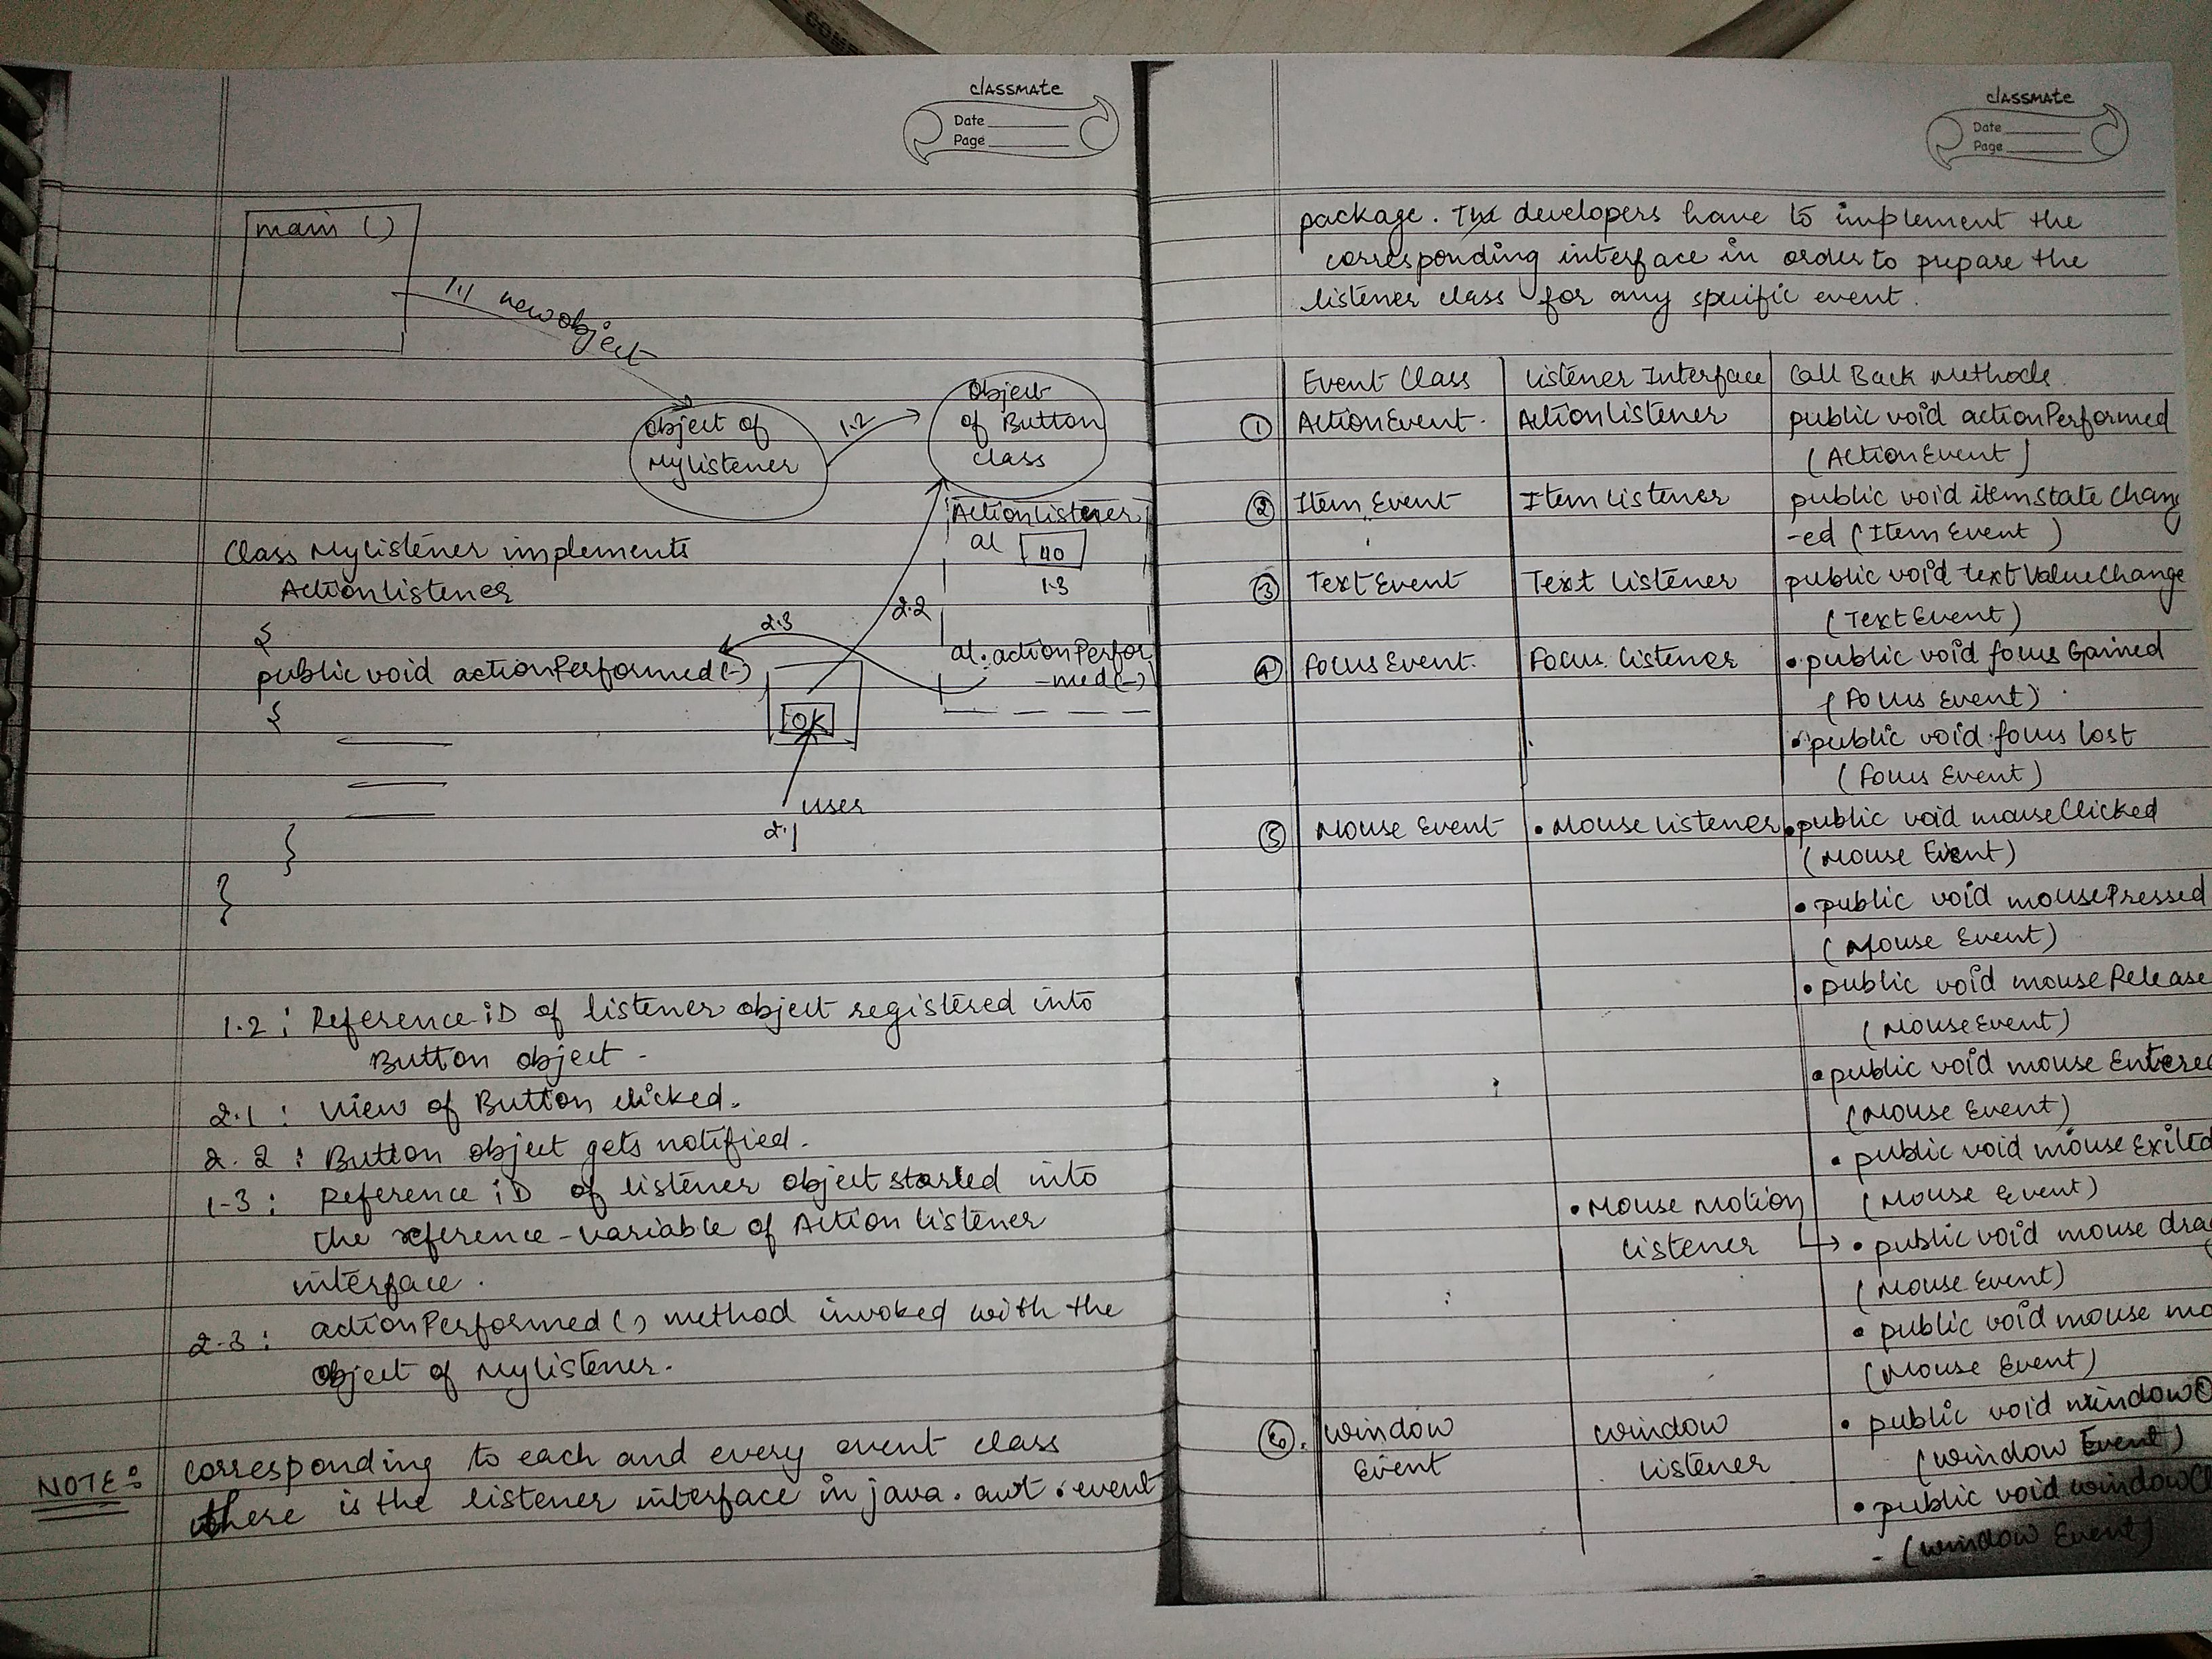 classmate
Date
Page
main ()
1.1 new object
Object of
MyListener
1.2
Object
of Button
class
ActionListener
al 110
1.3
Class MyListener implements
ActionListener
{
2.3
2.2
public void actionPerformed(-)
al.actionPerfor
-med(-)
{
OK
user
2.1
}
}
1.2 : Reference iD of listener object registered into
Button object -
2.1 : View of Button clicked.
2.2 : Button object gets notified.
1-3 : Reference iD of listener object started into
the reference-variable of Action listener
interface.
2-3 : actionPerformed() method invoked with the
object of MyListener.
NOTE: corresponding to each and every event class
there is the listener interface in java.awt.event
classmate
Date
Page
package. The developers have to implement the
corresponding interface in order to prepare the
listener class for any specific event.
Event Class Listener Interface Call Back Methods
① ActionEvent. ActionListener public void actionPerformed
(ActionEvent)
② Item Event Item Listener public void itemState Chang
-ed (Item Event )
③ Text Event Text Listener public void textValueChange
(TextEvent)
④ Focus Event. Focus Listener • public void focus Gained
(Focus Event)
• public void focus lost
(Focus Event)
⑤ Mouse Event • Mouse Listener • public void mouseClicked
(Mouse Event)
• public void mousePressed
(Mouse Event)
• public void mouse Release
(MouseEvent)
• public void mouse Entered
(Mouse Event)
• public void mouse Exited
(Mouse Event)
• Mouse Motion
Listener → • public void mouse drag
(Mouse Event)
• public void mouse mo
(Mouse Event)
⑥. Window Window • public void windowO
Event Listener (Window Event)
• public void windowCl
- (Window Event)